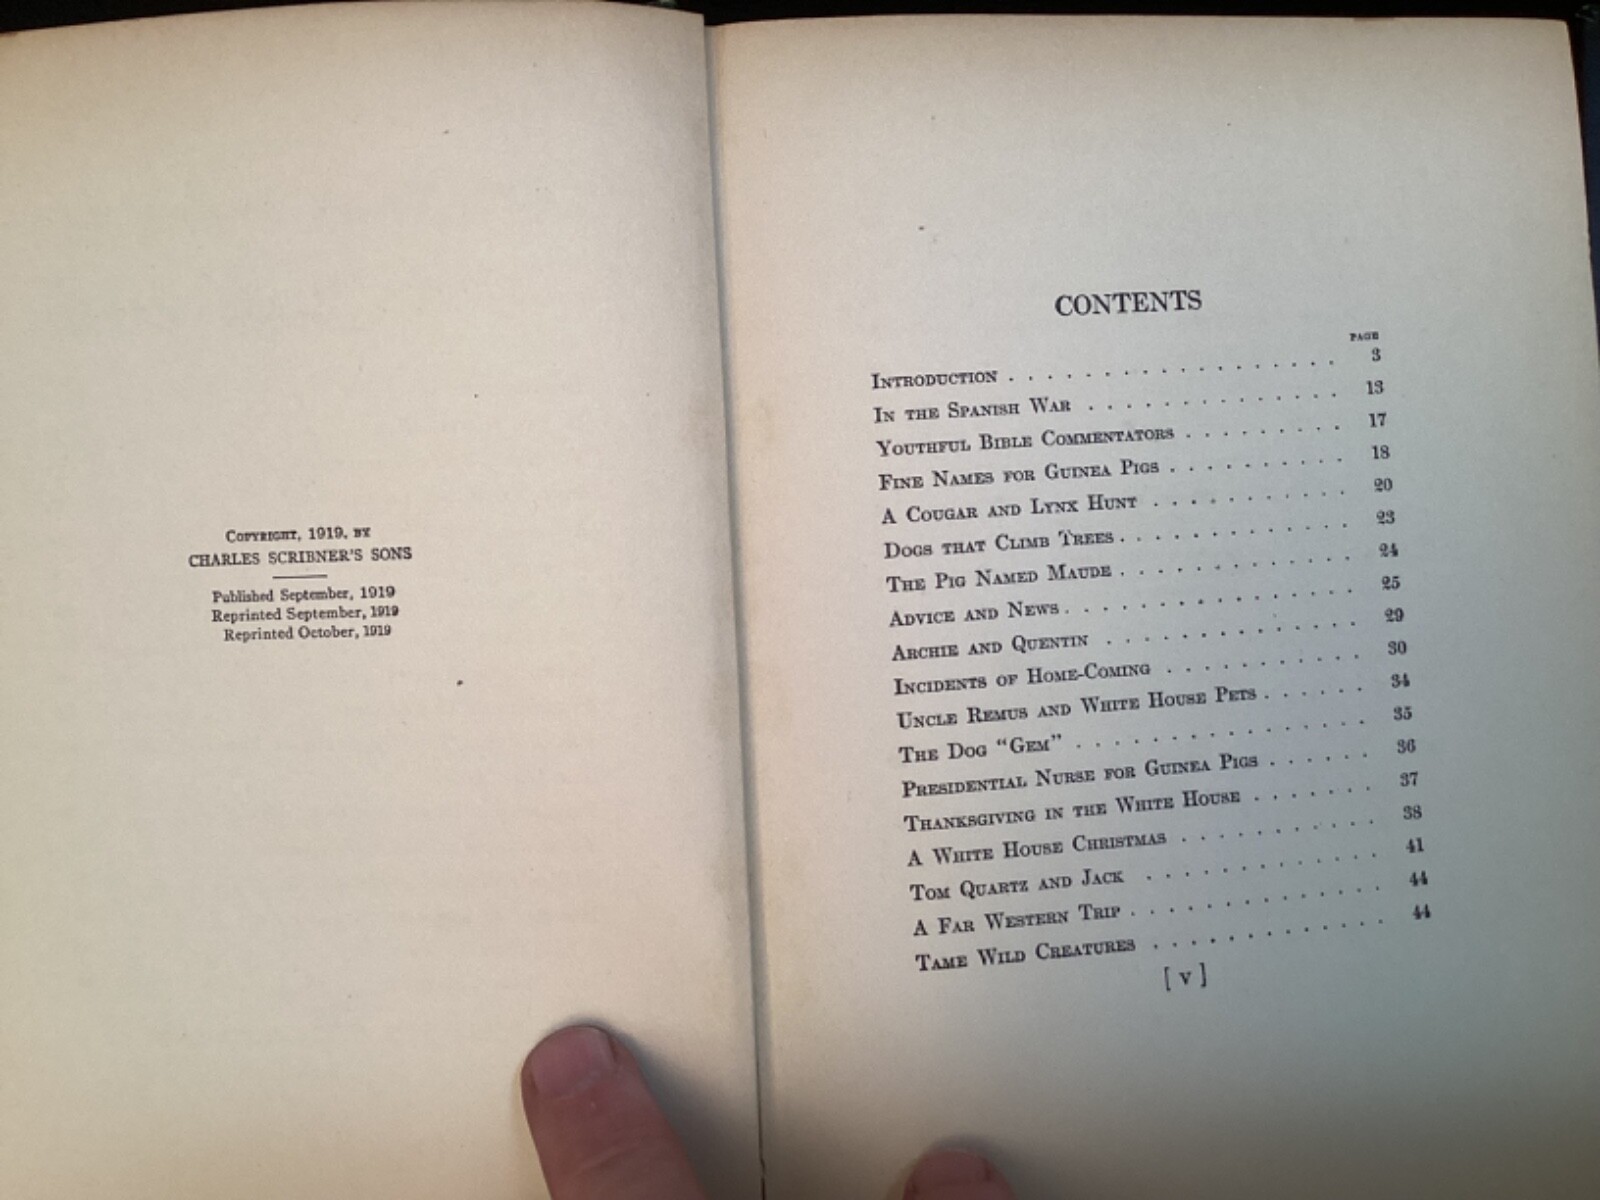 COPYRIGHT, 1919, BY
CHARLES SCRIBNER'S SONS
Published September, 1919
Reprinted September, 1919
Reprinted October, 1919
CONTENTS
PAGE
INTRODUCTION . . . . . . . . . . . . . . . . . . 3
IN THE SPANISH WAR . . . . . . . . . . . . . . 13
YOUTHFUL BIBLE COMMENTATORS . . . . . . . . . 17
FINE NAMES FOR GUINEA PIGS . . . . . . . . . . 18
A COUGAR AND LYNX HUNT . . . . . . . . . . . 20
DOGS THAT CLIMB TREES . . . . . . . . . . . . 23
THE PIG NAMED MAUDE . . . . . . . . . . . . . 24
ADVICE AND NEWS . . . . . . . . . . . . . . . . 25
ARCHIE AND QUENTIN . . . . . . . . . . . . . . 29
INCIDENTS OF HOME-COMING . . . . . . . . . . . 30
UNCLE REMUS AND WHITE HOUSE PETS . . . . . . 34
THE DOG "GEM" . . . . . . . . . . . . . . . . 35
PRESIDENTIAL NURSE FOR GUINEA PIGS . . . . . . 36
THANKSGIVING IN THE WHITE HOUSE . . . . . . . 37
A WHITE HOUSE CHRISTMAS . . . . . . . . . . . 38
TOM QUARTZ AND JACK . . . . . . . . . . . . . 41
A FAR WESTERN TRIP . . . . . . . . . . . . . . 44
TAME WILD CREATURES . . . . . . . . . . . . . 44
[ v ]